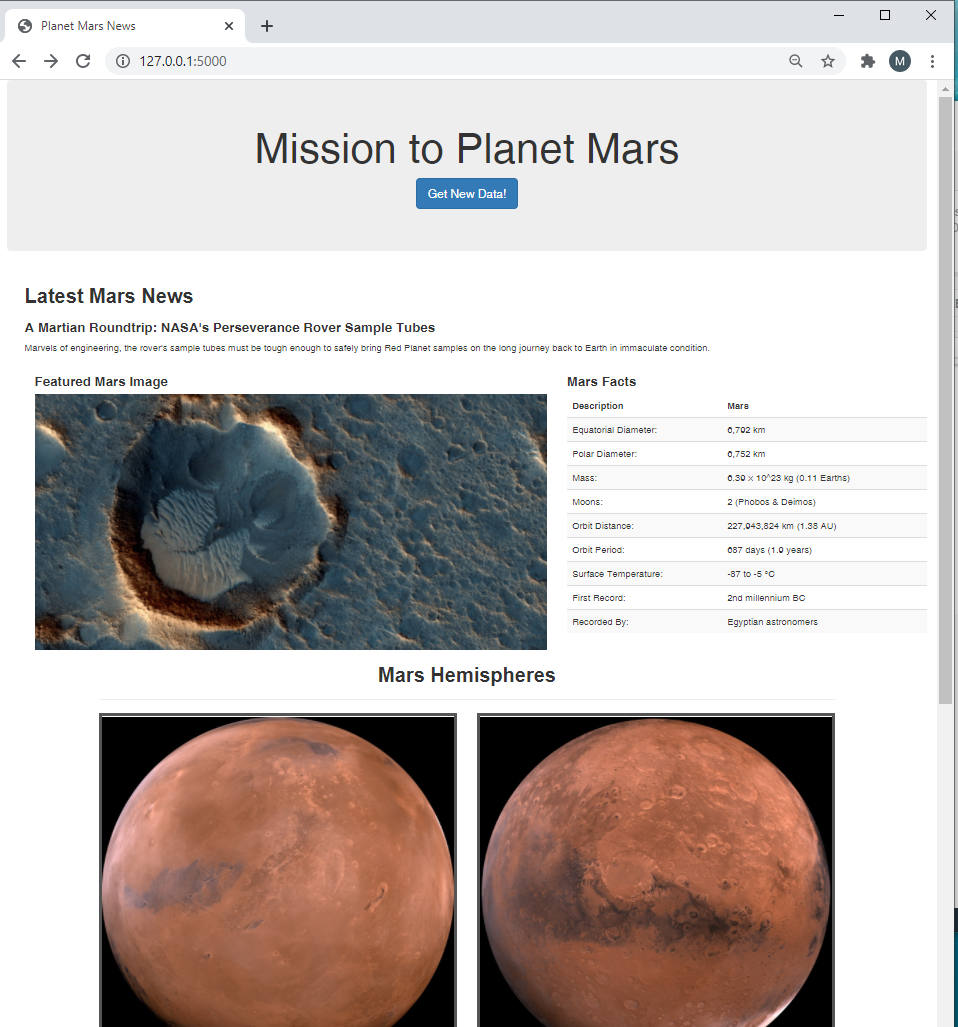 Planet Mars News
127.0.0.1:5000
M
Mission to Planet Mars
Get New Data!
Latest Mars News
A Martian Roundtrip: NASA's Perseverance Rover Sample Tubes
Marvels of engineering, the rover's sample tubes must be tough enough to safely bring Red Planet samples on the long journey back to Earth in immaculate condition.
Featured Mars Image
Mars Facts
Description Mars
Equatorial Diameter: 6,792 km
Polar Diameter: 6,752 km
Mass: 6.39 × 10^23 kg (0.11 Earths)
Moons: 2 (Phobos & Deimos)
Orbit Distance: 227,943,824 km (1.38 AU)
Orbit Period: 687 days (1.9 years)
Surface Temperature: -87 to -5 °C
First Record: 2nd millennium BC
Recorded By: Egyptian astronomers
Mars Hemispheres